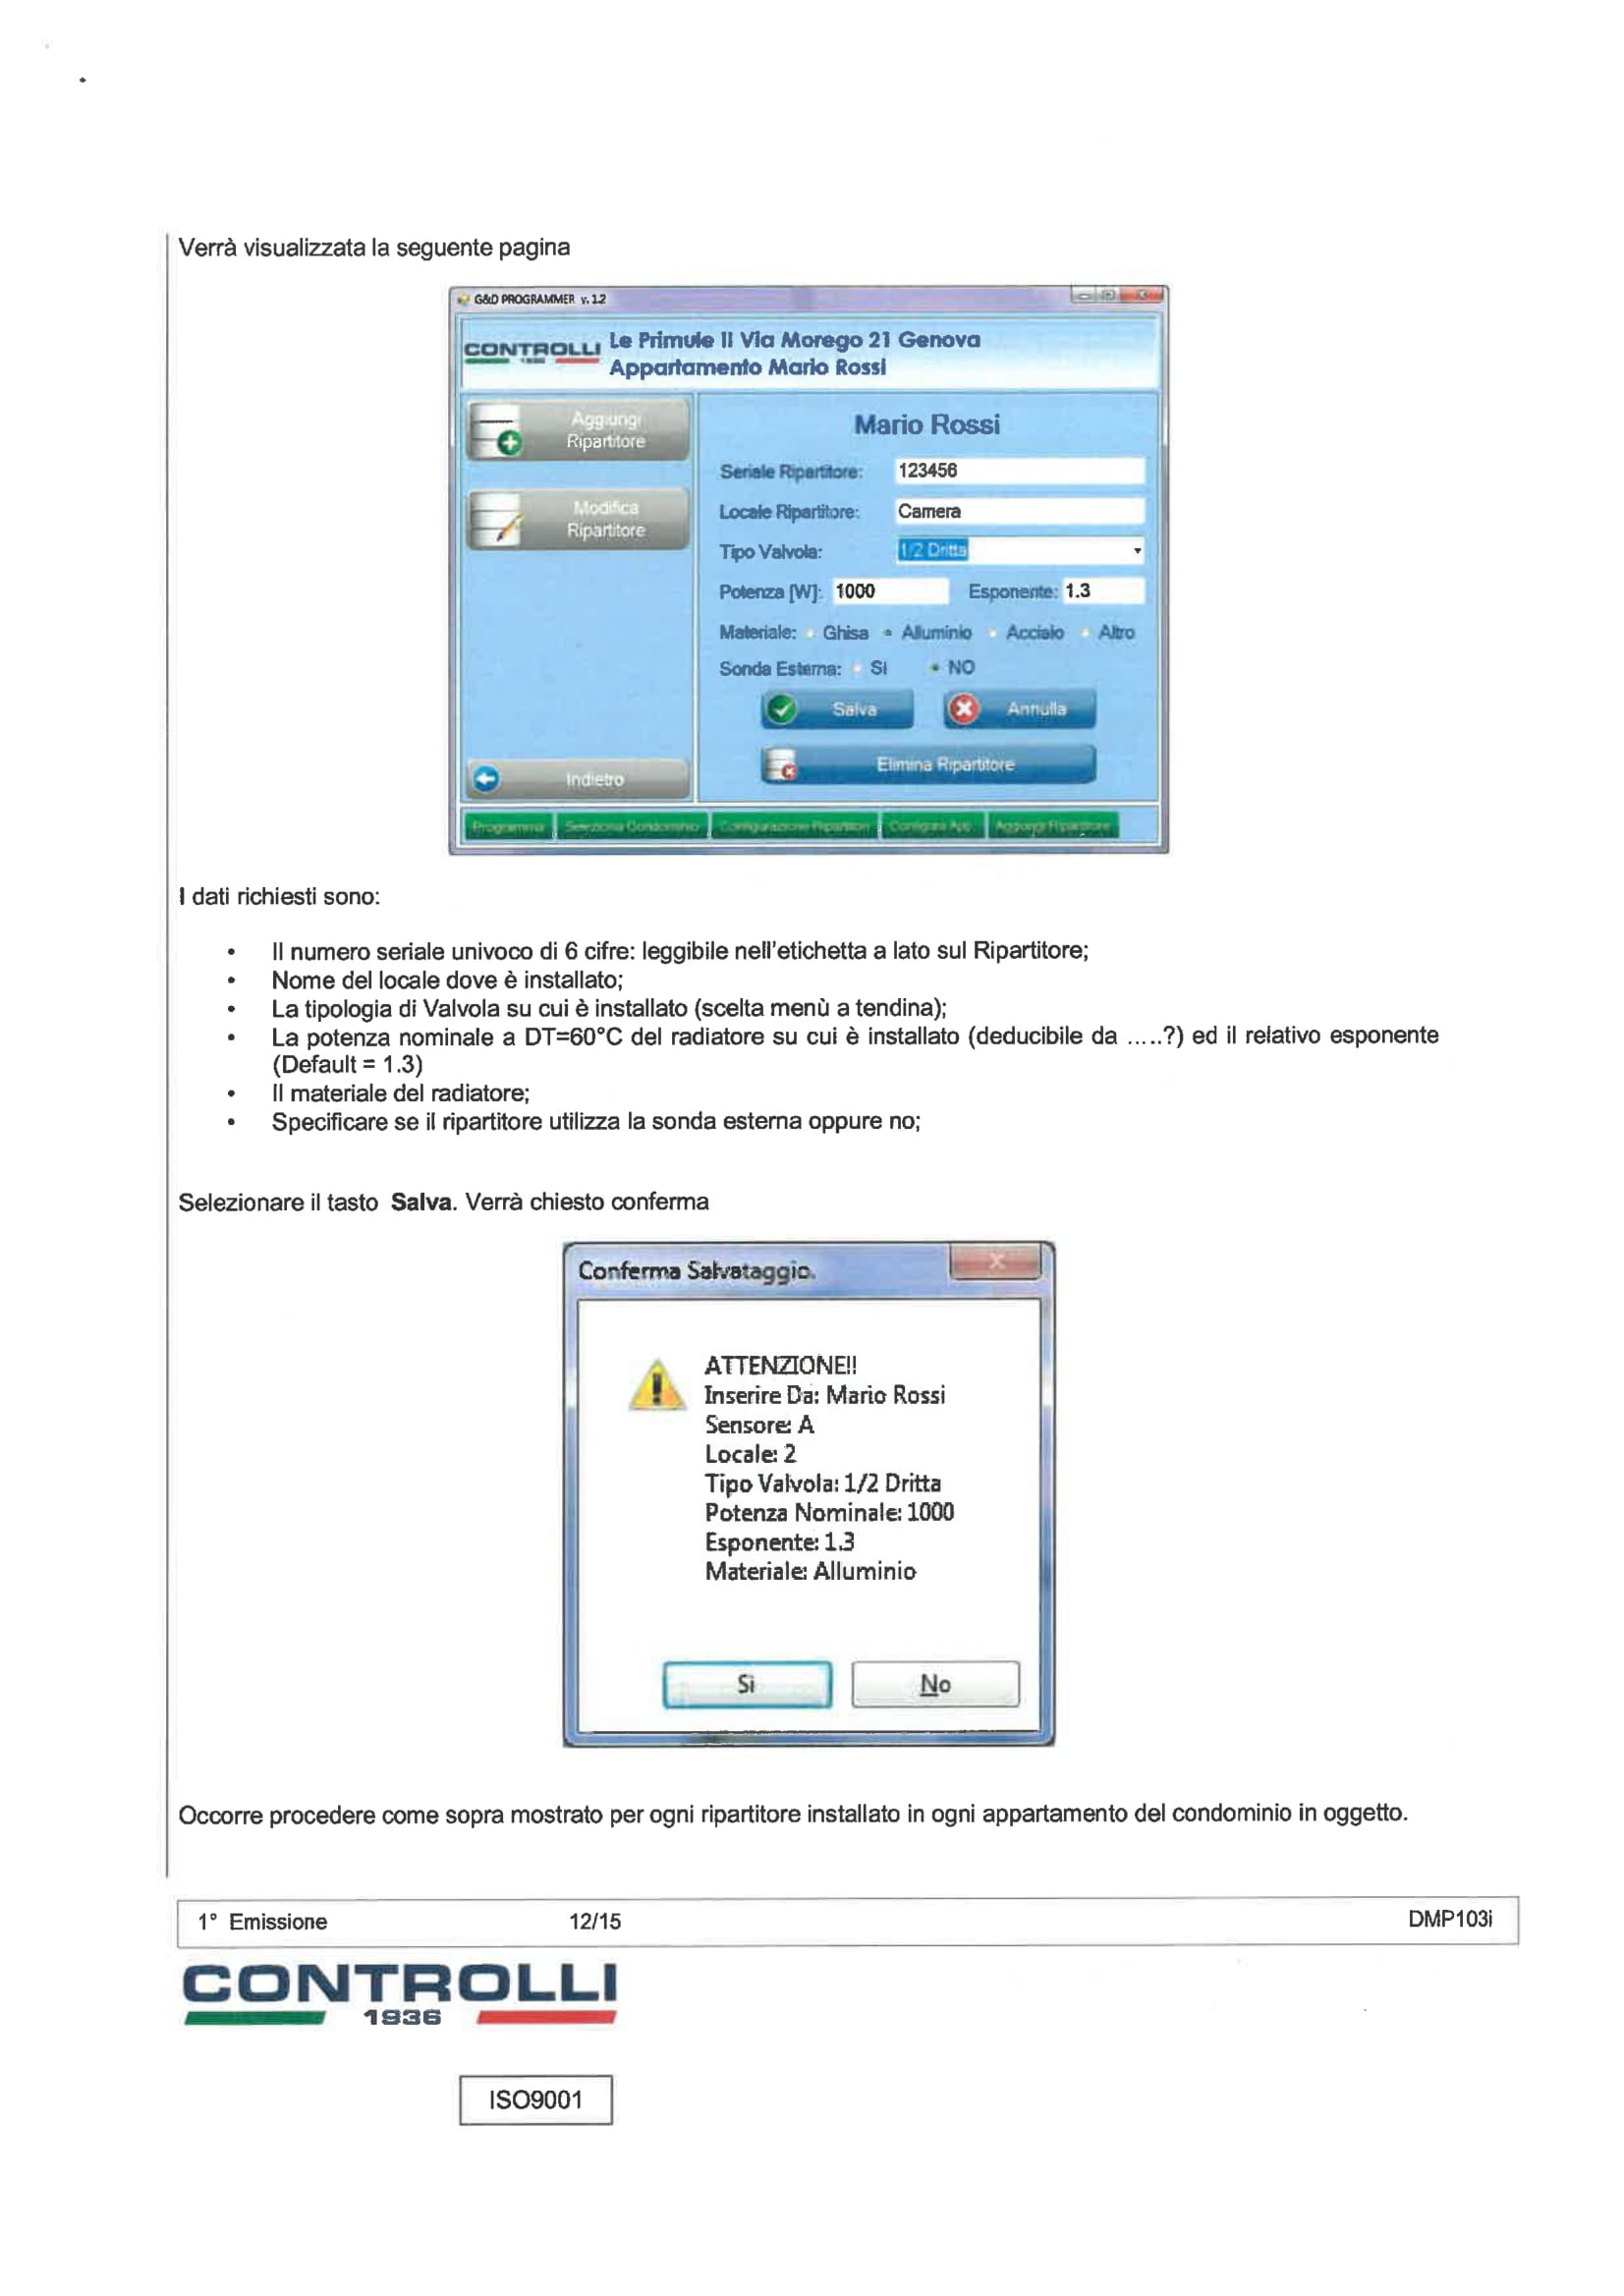 Verrà visualizzata la seguente pagina
G&D PROGRAMMER v. 1.2
CONTROLLI
1936
Le Primule II Via Morego 21 Genova
Appartamento Mario Rossi
Aggiungi
Ripartitore
Modifica
Ripartitore
Indietro
Mario Rossi
Seriale Ripartitore: 123456
Locale Ripartitore: Camera
Tipo Valvola: 1/2 Dritta
Potenza [W]: 1000 Esponente: 1.3
Materiale: Ghisa Alluminio Acciaio Altro
Sonda Esterna: SI NO
Salva Annulla
Elimina Ripartitore
Programma Seleziona Condominio Configurazione Ripartitori Configura App Aggiungi Ripartitore
I dati richiesti sono:
• Il numero seriale univoco di 6 cifre: leggibile nell'etichetta a lato sul Ripartitore;
• Nome del locale dove è installato;
• La tipologia di Valvola su cui è installato (scelta menù a tendina);
• La potenza nominale a DT=60°C del radiatore su cui è installato (deducibile da .....?) ed il relativo esponente
(Default = 1.3)
• Il materiale del radiatore;
• Specificare se il ripartitore utilizza la sonda esterna oppure no;
Selezionare il tasto Salva. Verrà chiesto conferma
Conferma Salvataggio.
ATTENZIONE!!
Inserire Da: Mario Rossi
Sensore: A
Locale: 2
Tipo Valvola: 1/2 Dritta
Potenza Nominale: 1000
Esponente: 1.3
Materiale: Alluminio
Sì No
Occorre procedere come sopra mostrato per ogni ripartitore installato in ogni appartamento del condominio in oggetto.
1° Emissione 12/15 DMP103i
CONTROLLI
1936
ISO9001